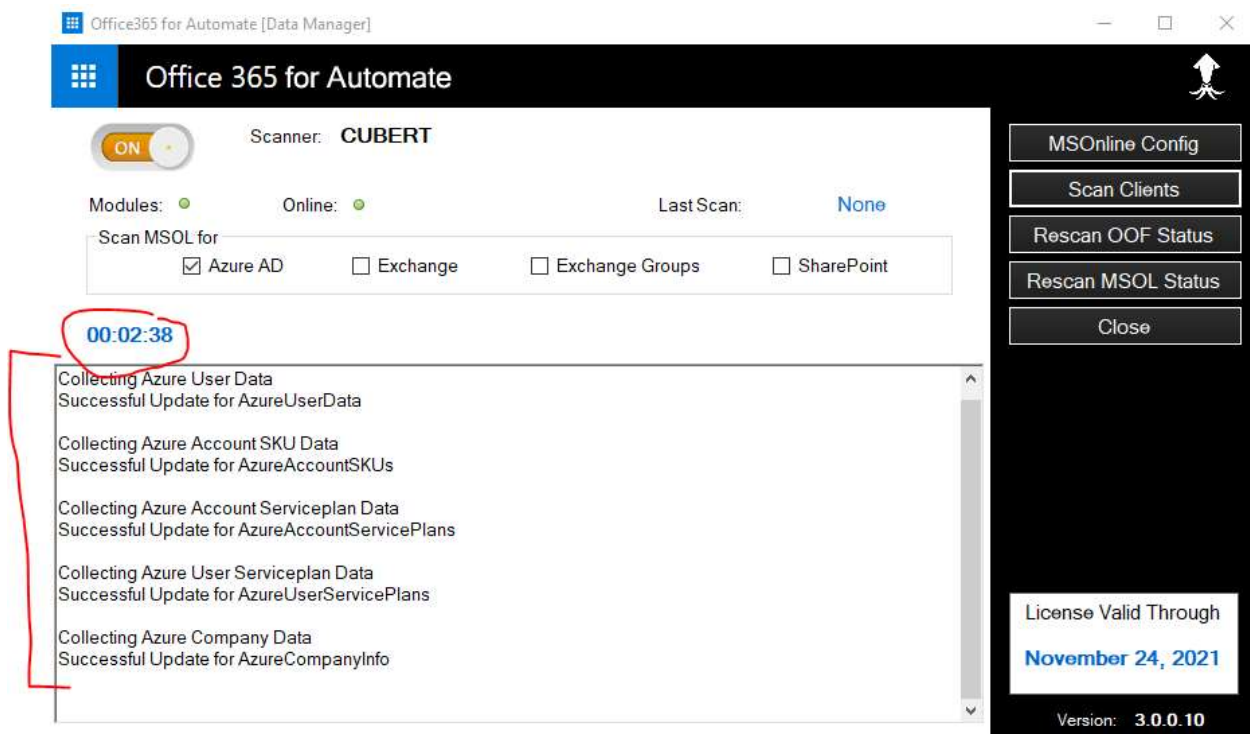 Office365 for Automate [Data Manager]
Office 365 for Automate
ON
Scanner: CUBERT
Modules:
Online:
Last Scan: None
Scan MSOL for
Azure AD
Exchange
Exchange Groups
SharePoint
00:02:38
Collecting Azure User Data
Successful Update for AzureUserData
Collecting Azure Account SKU Data
Successful Update for AzureAccountSKUs
Collecting Azure Account Serviceplan Data
Successful Update for AzureAccountServicePlans
Collecting Azure User Serviceplan Data
Successful Update for AzureUserServicePlans
Collecting Azure Company Data
Successful Update for AzureCompanyInfo
MSOnline Config
Scan Clients
Rescan OOF Status
Rescan MSOL Status
Close
License Valid Through
November 24, 2021
Version: 3.0.0.10